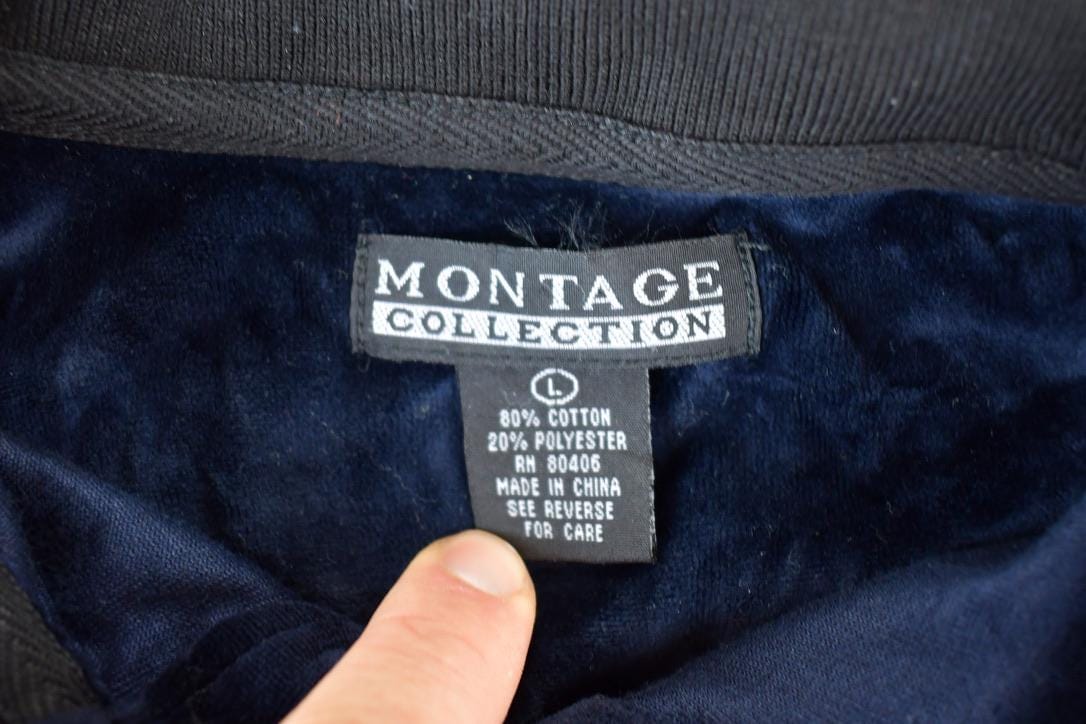 MONTAGE
COLLECTION
L
80% COTTON
20% POLYESTER
RN 80406
MADE IN CHINA
SEE REVERSE
FOR CARE